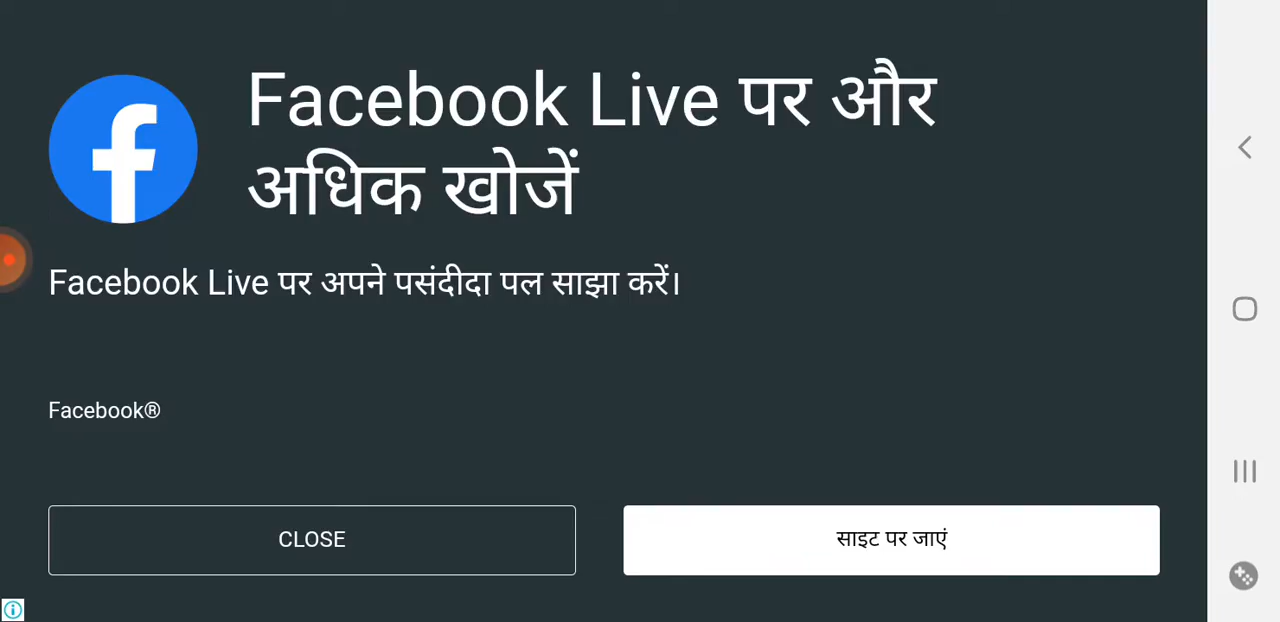 Facebook Live पर और
अधिक खोजें
Facebook Live पर अपने पसंदीदा पल साझा करें।
Facebook®
CLOSE
साइट पर जाएं